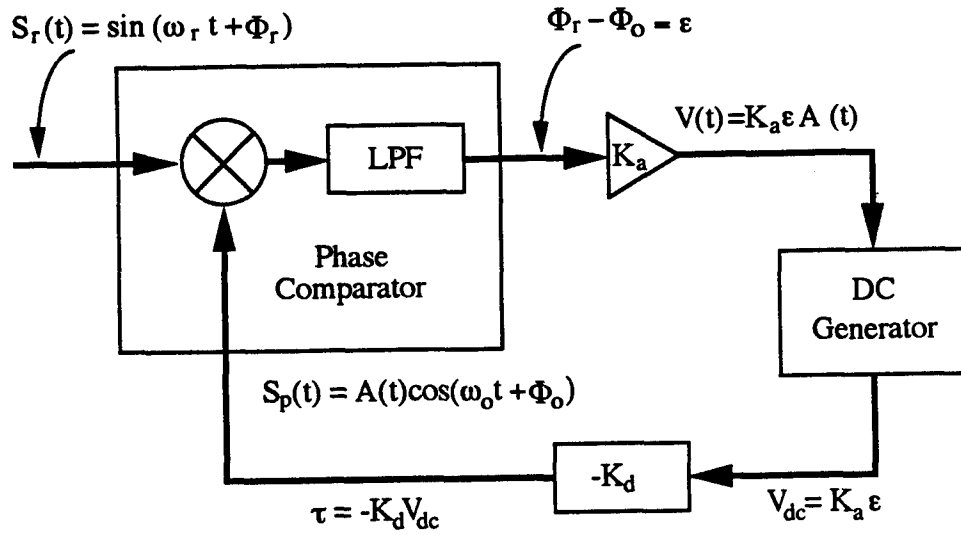 S_r(t) = sin (ω_r t + Φ_r)
Φ_r – Φ_o = ε
V(t) = K_a ε A (t)
LPF
K_a
Phase
Comparator
DC
Generator
S_p(t) = A(t)cos(ω_o t + Φ_o)
-K_d
τ = -K_d V_dc
V_dc = K_a ε